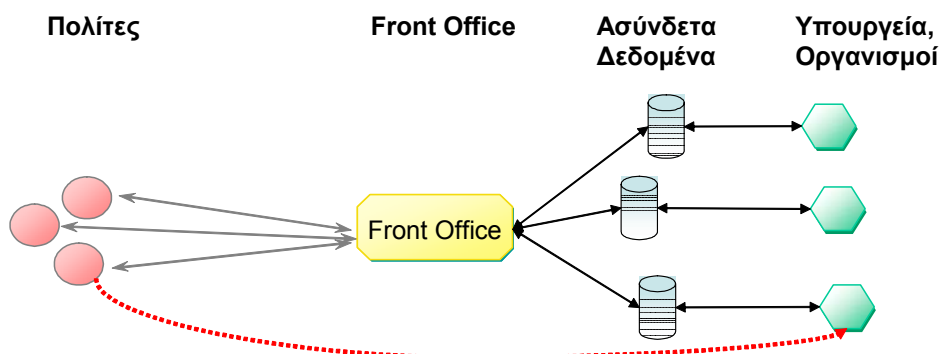 Πολίτες
Front Office
Ασύνδετα
Δεδομένα
Υπουργεία,
Οργανισμοί
Front Office